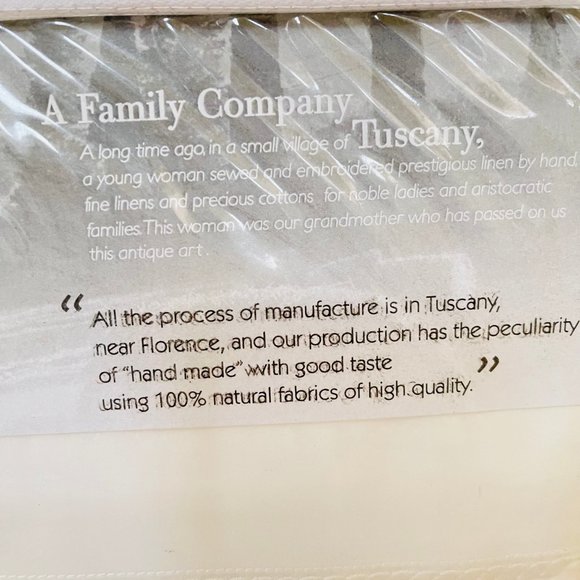 A Family Company
A long time ago, in a small village of Tuscany,
a young woman sewed and embroidered prestigious linen by hand,
fine linens and precious cottons for noble ladies and aristocratic
families. This woman was our grandmother who has passed on us
this antique art.
“ All the process of manufacture is in Tuscany,
near Florence, and our production has the peculiarity
of “hand made” with good taste ”
using 100% natural fabrics of high quality.